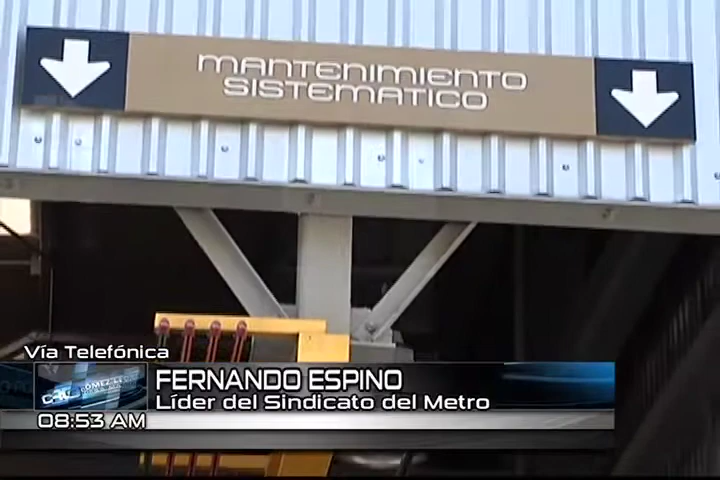 MANTENIMIENTO
SISTEMATICO
Vía Telefónica
FERNANDO ESPINO
Líder del Sindicato del Metro
08:53 AM